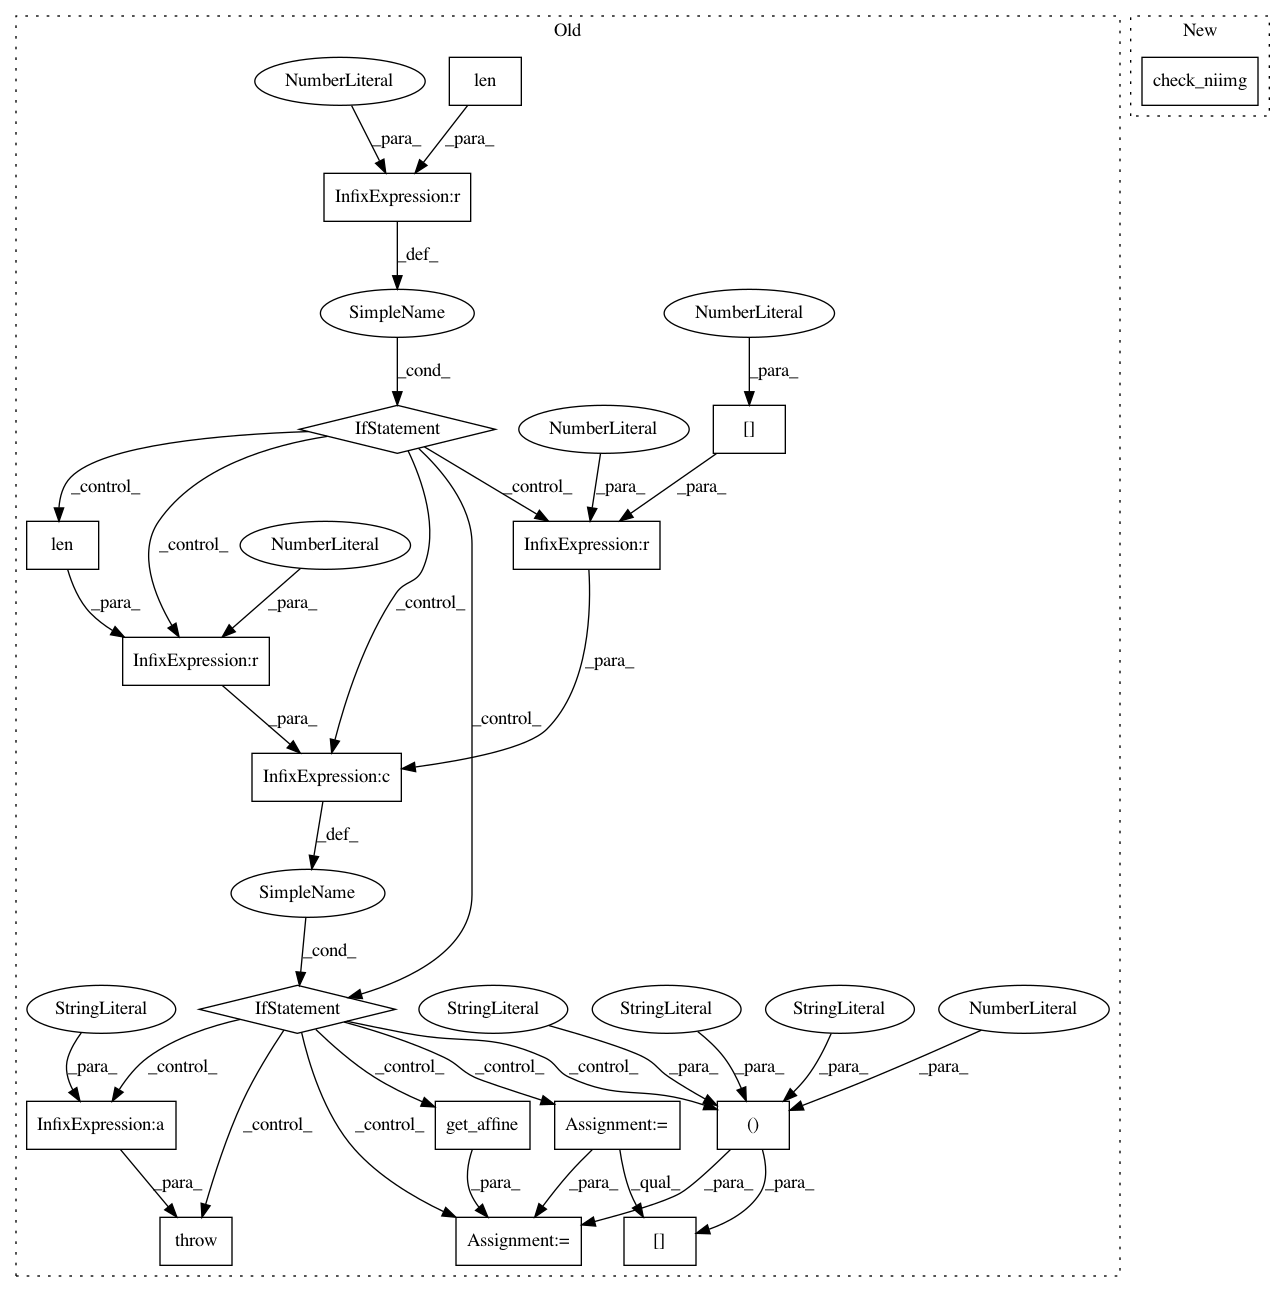 Old
New
NumberLiteral
len
check_niimg
_para_
_para_
InfixExpression:r
_def_
SimpleName
NumberLiteral
_cond_
_para_
IfStatement
NumberLiteral
[]
_control_
_control_
_para_
_para_
len
_control_
NumberLiteral
InfixExpression:r
_para_
_para_
_control_
InfixExpression:r
_para_
_para_
_control_
InfixExpression:c
_def_
SimpleName
_cond_
StringLiteral
IfStatement
StringLiteral
StringLiteral
StringLiteral
NumberLiteral
_para_
_control_
_control_
_control_
_control_
_para_
_para_
_para_
_para_
InfixExpression:a
_control_
_control_
get_affine
Assignment:=
()
_para_
_para_
_para_
_qual_
_para_
_para_
throw
Assignment:=
[]